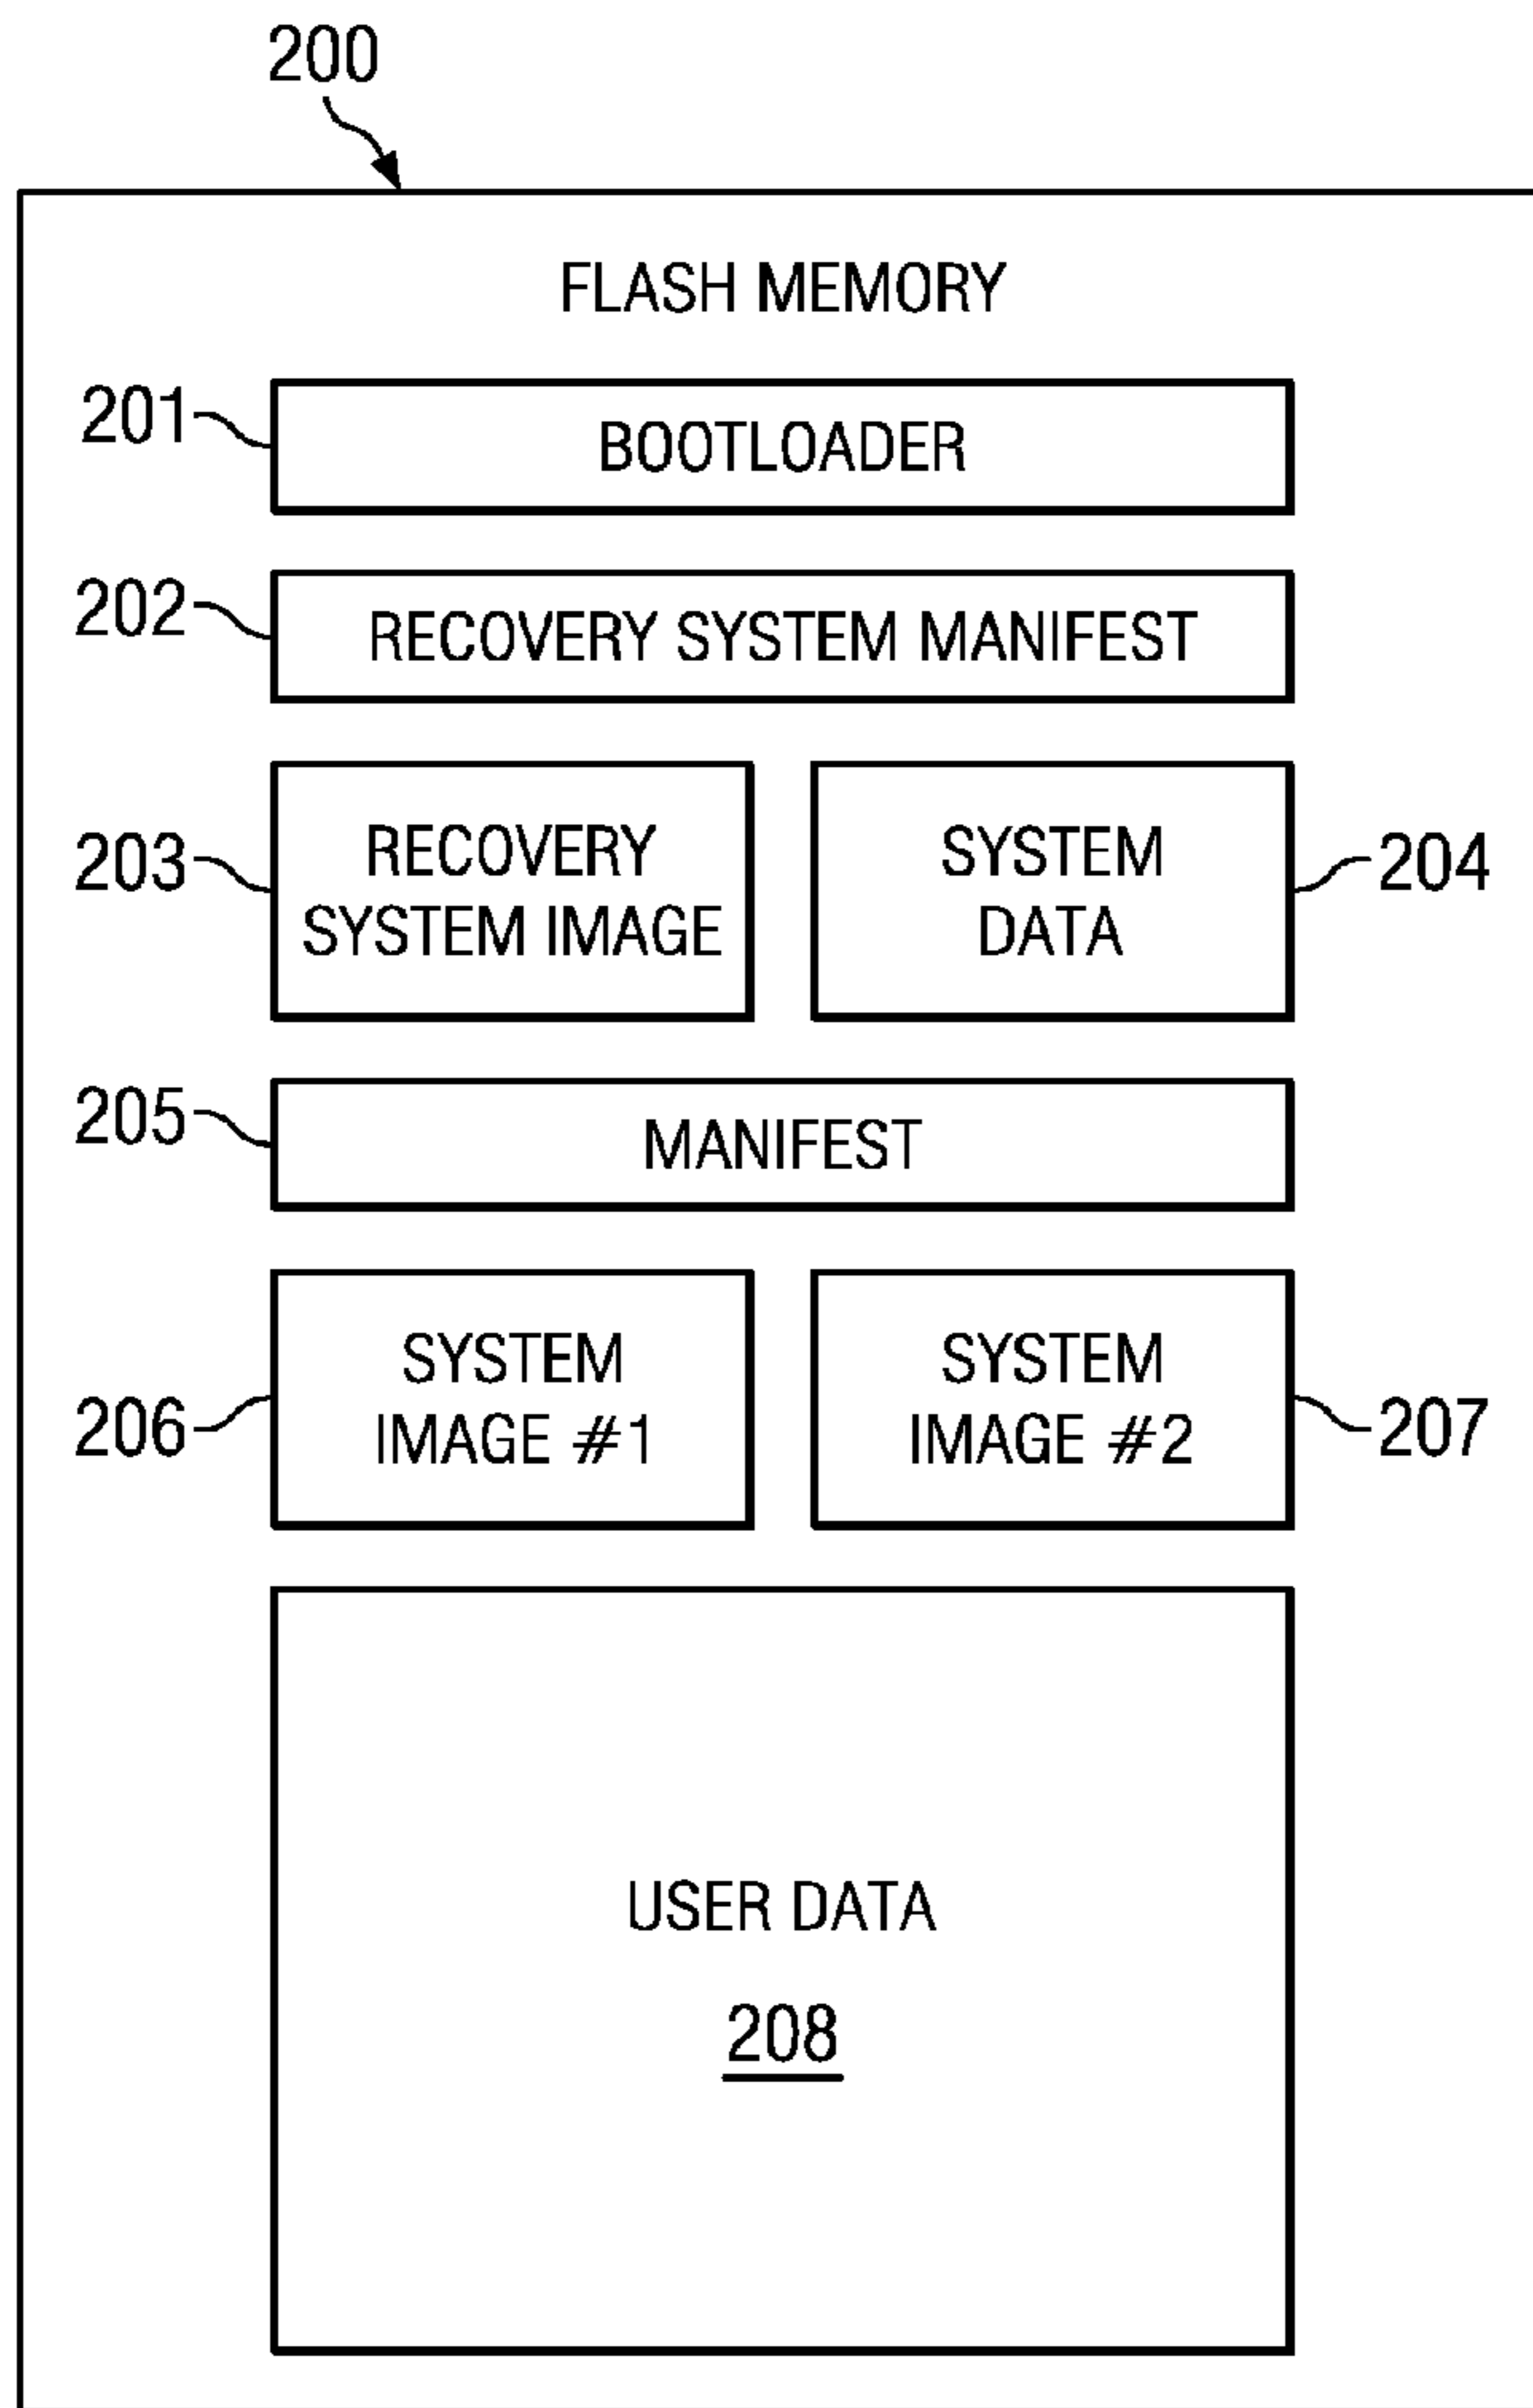 200
FLASH MEMORY
201
BOOTLOADER
202
RECOVERY SYSTEM MANIFEST
203
RECOVERY
SYSTEM IMAGE
SYSTEM
DATA
204
205
MANIFEST
206
SYSTEM
IMAGE #1
SYSTEM
IMAGE #2
207
USER DATA
208